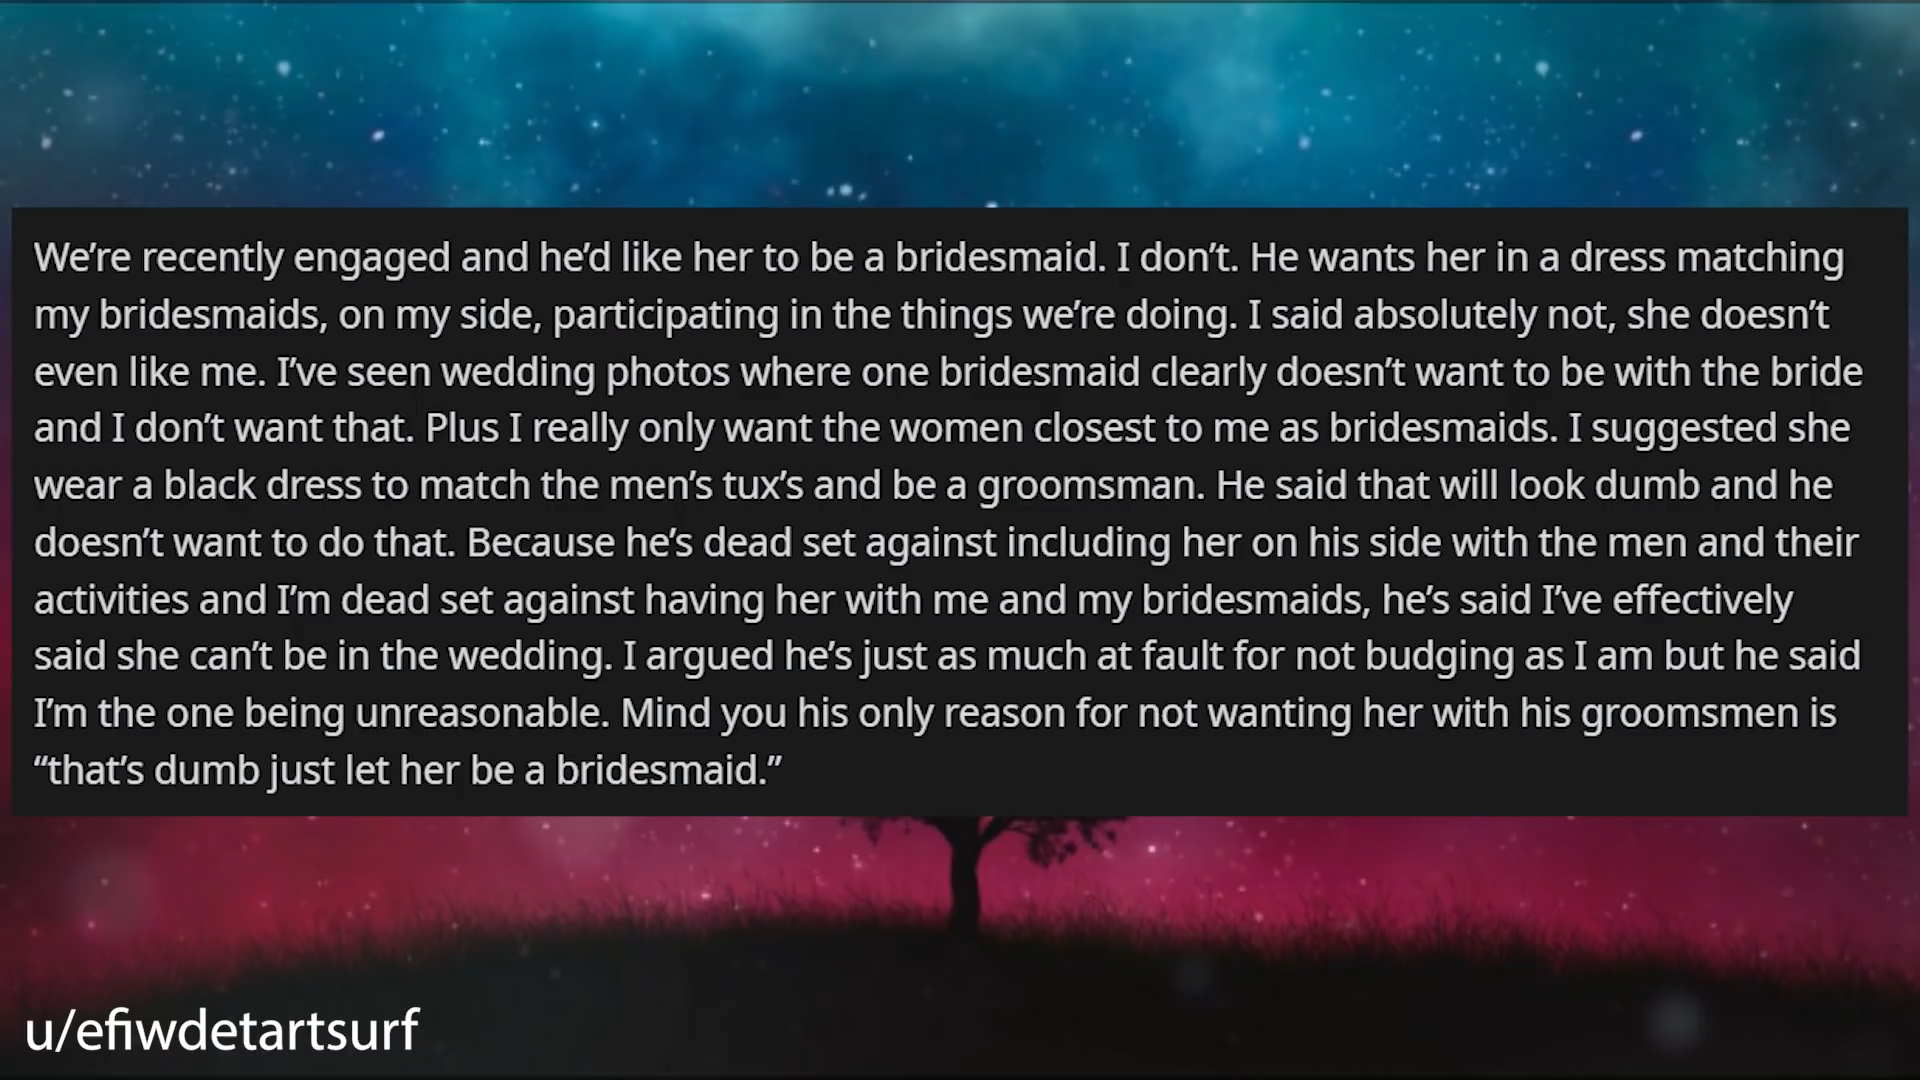 We’re recently engaged and he’d like her to be a bridesmaid. I don’t. He wants her in a dress matching
my bridesmaids, on my side, participating in the things we’re doing. I said absolutely not, she doesn’t
even like me. I’ve seen wedding photos where one bridesmaid clearly doesn’t want to be with the bride
and I don’t want that. Plus I really only want the women closest to me as bridesmaids. I suggested she
wear a black dress to match the men’s tux’s and be a groomsman. He said that will look dumb and he
doesn’t want to do that. Because he’s dead set against including her on his side with the men and their
activities and I’m dead set against having her with me and my bridesmaids, he’s said I’ve effectively
said she can’t be in the wedding. I argued he’s just as much at fault for not budging as I am but he said
I’m the one being unreasonable. Mind you his only reason for not wanting her with his groomsmen is
“that’s dumb just let her be a bridesmaid.”
u/efiwdetartsurf